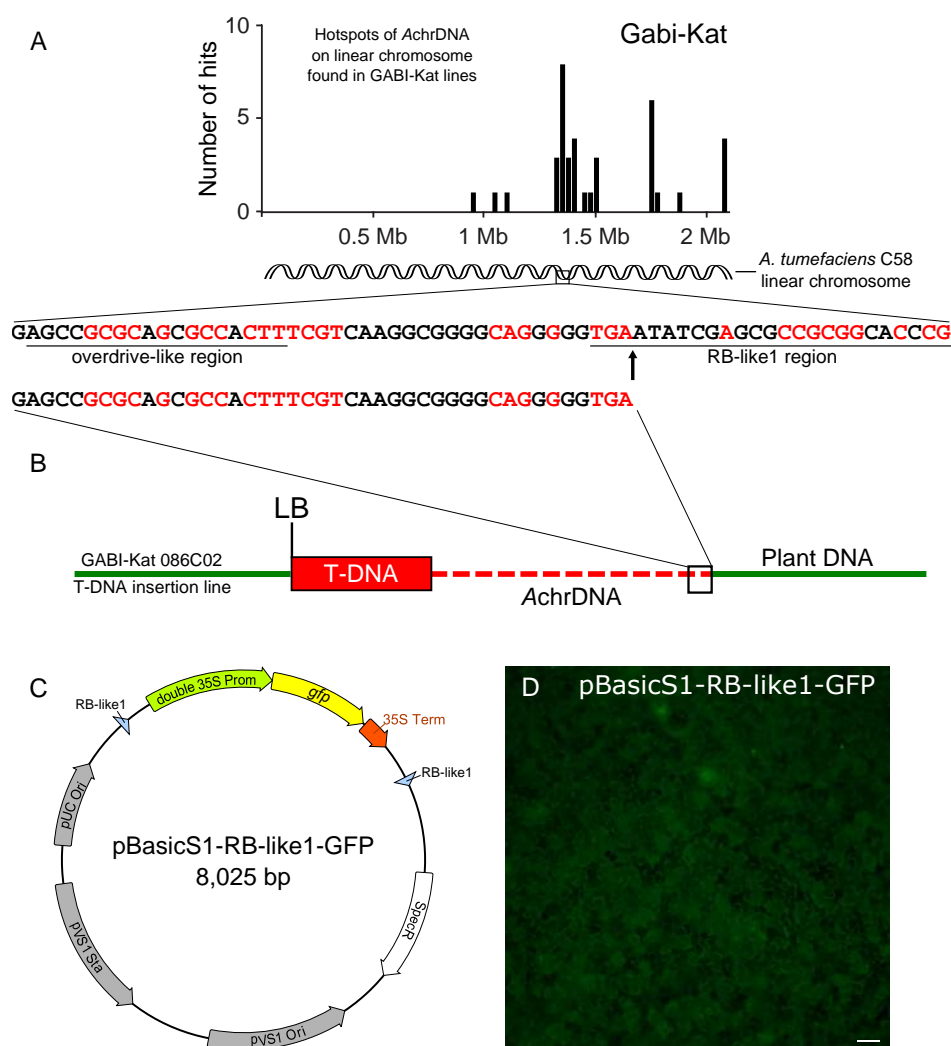 A
Gabi-Kat
Hotspots of AchrDNA
on linear chromosome
found in GABI-Kat lines
Number of hits
10
5
0
0.5 Mb
1 Mb
1.5 Mb
2 Mb
A. tumefaciens C58
linear chromosome
GAGCCGCGCAGCGCCACTTTCGTCAAGGCGGGGCAGGGGGTGAATATCGAGCGCCGCGGCACCCG
overdrive-like region
RB-like1 region
GAGCCGCGCAGCGCCACTTTCGTCAAGGCGGGGCAGGGGGTGA
B
LB
GABI-Kat 086C02
T-DNA insertion line
T-DNA
AchrDNA
Plant DNA
C
RB-like1
double 35S Prom
gfp
35S Term
RB-like1
pUC Ori
pBasicS1-RB-like1-GFP
8,025 bp
SpecR
pVS1 Sta
pVS1 Ori
D
pBasicS1-RB-like1-GFP